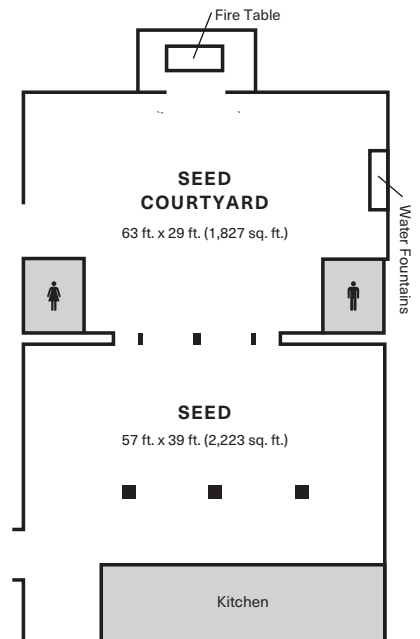 Fire Table
SEED
COURTYARD
63 ft. x 29 ft. (1,827 sq. ft.)
Water Fountains
SEED
57 ft. x 39 ft. (2,223 sq. ft.)
Kitchen